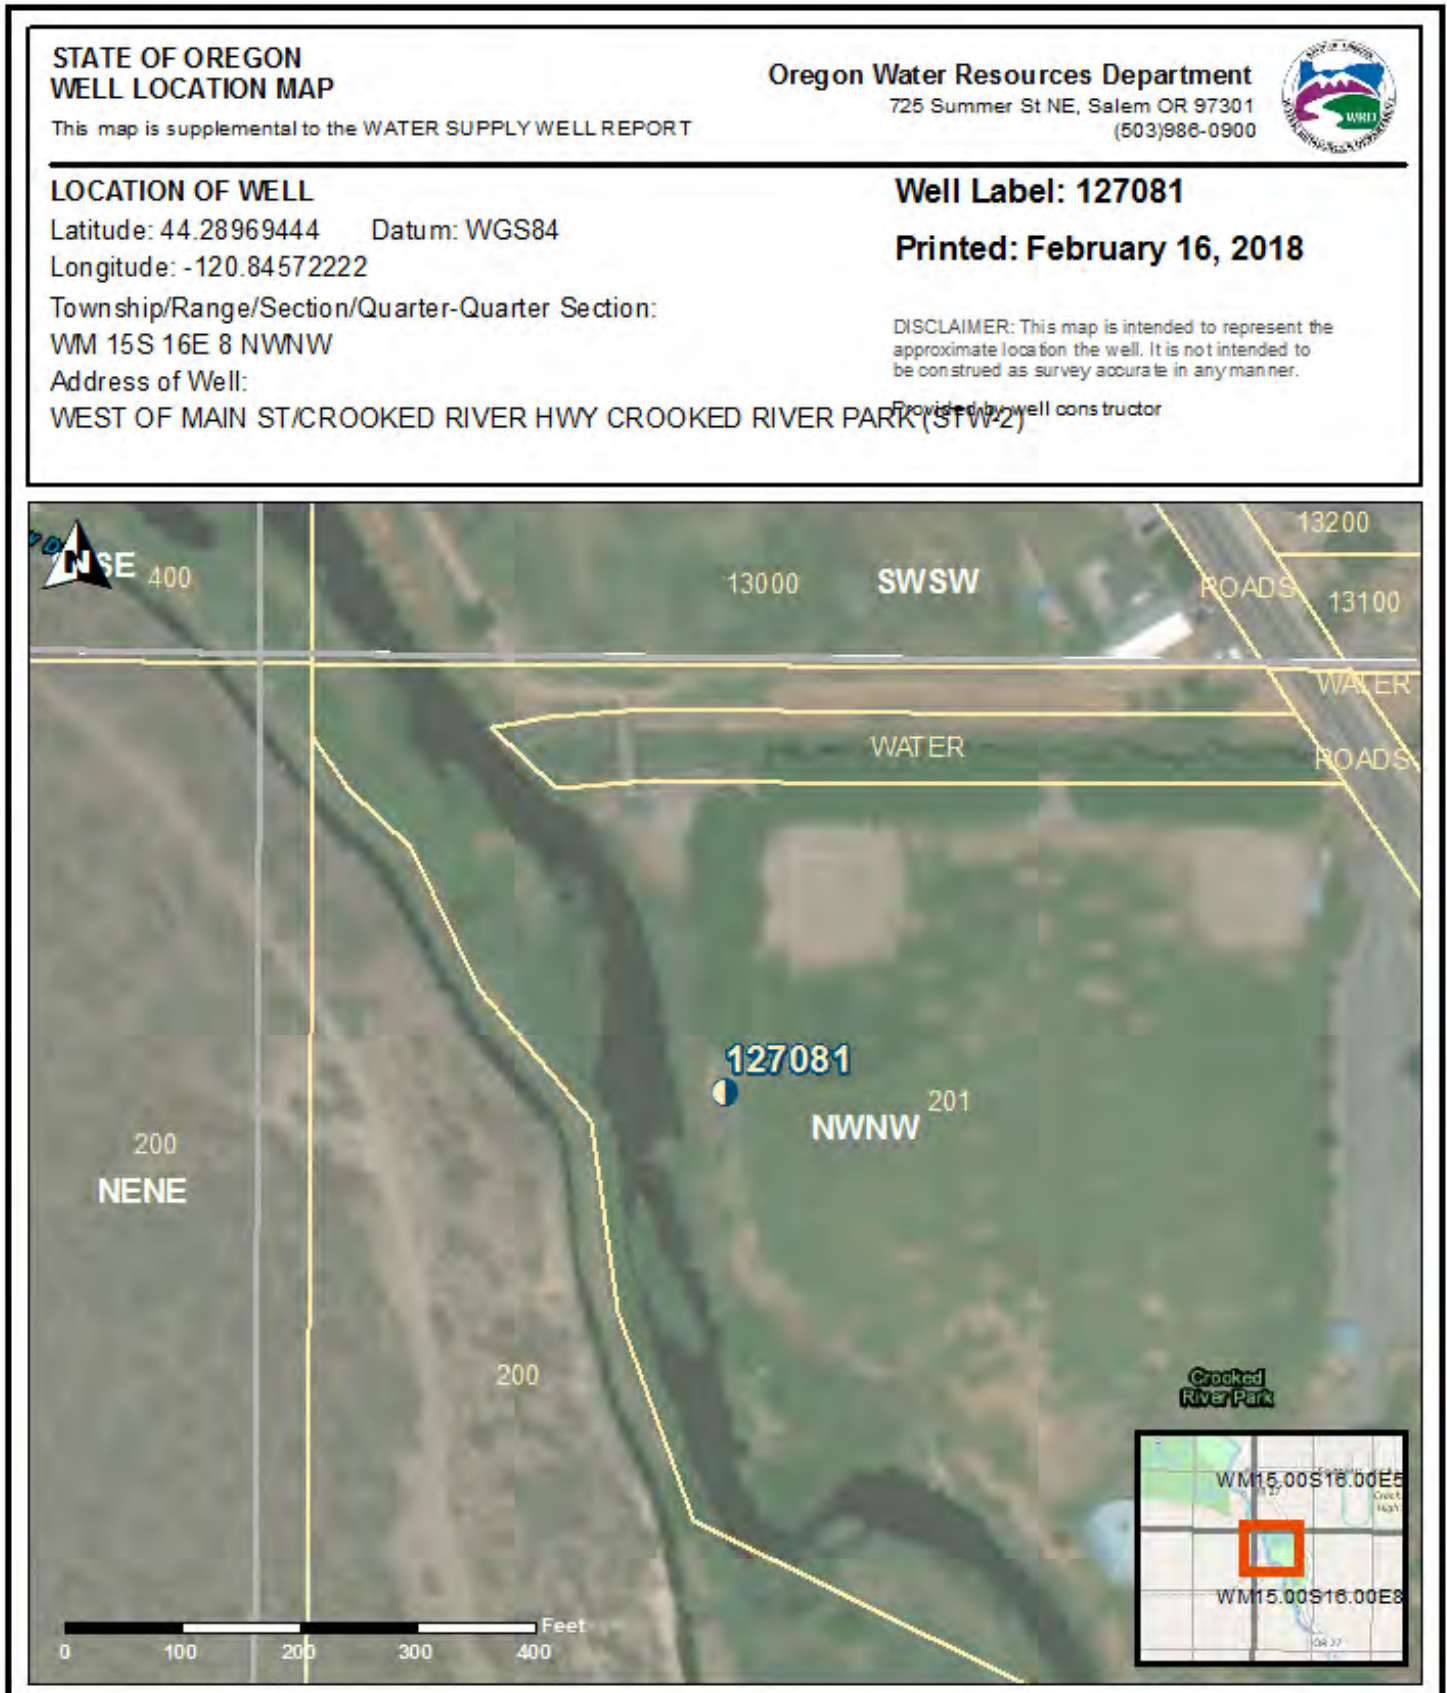 STATE OF OREGON
WELL LOCATION MAP
This map is supplemental to the WATER SUPPLY WELL REPORT
Oregon Water Resources Department
725 Summer St NE, Salem OR 97301
(503)986-0900
WRD
LOCATION OF WELL
Latitude: 44.28969444 Datum: WGS84
Longitude: -120.84572222
Township/Range/Section/Quarter-Quarter Section:
WM 15S 16E 8 NWNW
Address of Well:
WEST OF MAIN ST/CROOKED RIVER HWY CROOKED RIVER PARK (STW-2)
Well Label: 127081
Printed: February 16, 2018
DISCLAIMER: This map is intended to represent the
approximate location the well. It is not intended to
be construed as survey accurate in any manner.
Provided by well constructor
13200
N
SE
400
13000
SWSW
ROADS
13100
WATER
WATER
ROADS
127081
201
NWNW
200
NENE
200
Crooked
River Park
WM15.00S16.00E5
WM15.00S16.00E8
OR 27
Feet
0 100 200 300 400